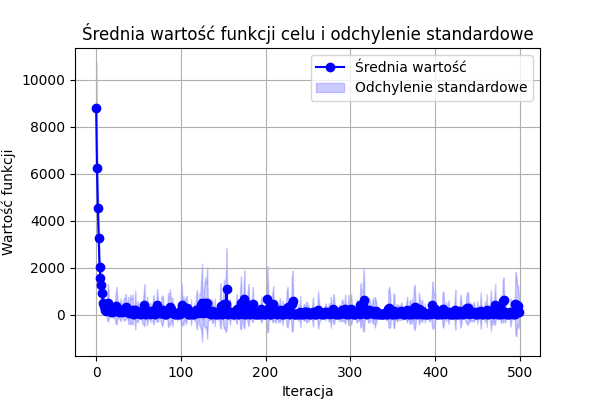 Średnia wartość funkcji celu i odchylenie standardowe
Średnia wartość
Odchylenie standardowe
Wartość funkcji
10000
8000
6000
4000
2000
0
0 100 200 300 400 500
Iteracja